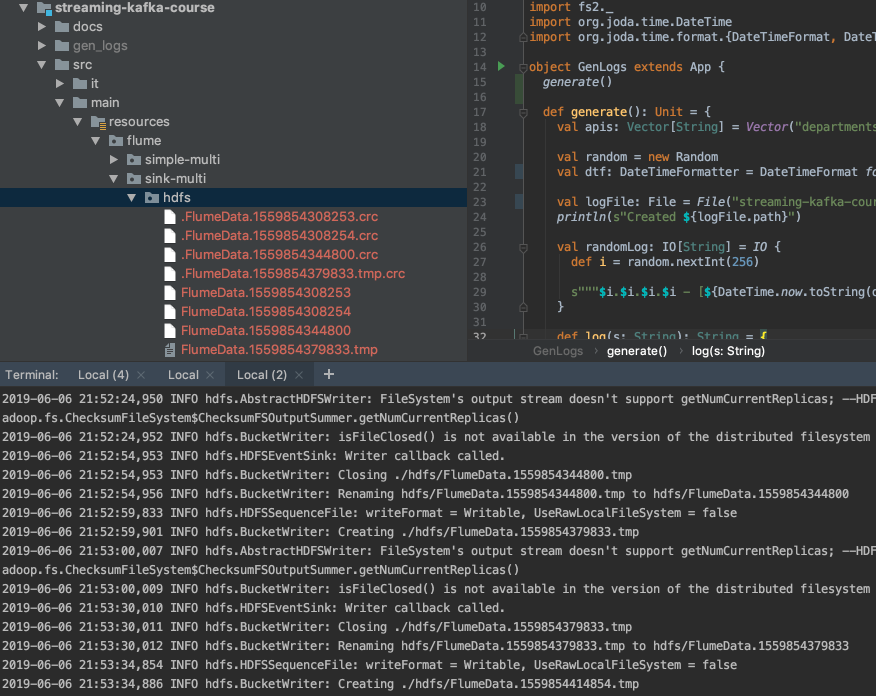 streaming-kafka-course
docs
gen_logs
src
it
main
resources
flume
simple-multi
sink-multi
hdfs
.FlumeData.1559854308253.crc
.FlumeData.1559854308254.crc
.FlumeData.1559854344800.crc
.FlumeData.1559854379833.tmp.crc
FlumeData.1559854308253
FlumeData.1559854308254
FlumeData.1559854344800
FlumeData.1559854379833.tmp
10 import fs2._
11 import org.joda.time.DateTime
12 import org.joda.time.format.{DateTimeFormat, DateT
13
14 object GenLogs extends App {
15 generate()
16
17 def generate(): Unit = {
18 val apis: Vector[String] = Vector("departments
19
20 val random = new Random
21 val dtf: DateTimeFormatter = DateTimeFormat fo
22
23 val logFile: File = File("streaming-kafka-cour
24 println(s"Created ${logFile.path}")
25
26 val randomLog: IO[String] = IO {
27 def i = random.nextInt(256)
28
29 s"""$i.$i.$i.$i - [${DateTime.now.toString(d
30 }
31
32 def log(s: String): String = {
GenLogs › generate() › log(s: String)
Terminal: Local (4) × Local × Local (2) × +
2019-06-06 21:52:24,950 INFO hdfs.AbstractHDFSWriter: FileSystem's output stream doesn't support getNumCurrentReplicas; --HDF
adoop.fs.ChecksumFileSystem$ChecksumFSOutputSummer.getNumCurrentReplicas()
2019-06-06 21:52:24,952 INFO hdfs.BucketWriter: isFileClosed() is not available in the version of the distributed filesystem
2019-06-06 21:52:54,953 INFO hdfs.HDFSEventSink: Writer callback called.
2019-06-06 21:52:54,953 INFO hdfs.BucketWriter: Closing ./hdfs/FlumeData.1559854344800.tmp
2019-06-06 21:52:54,956 INFO hdfs.BucketWriter: Renaming hdfs/FlumeData.1559854344800.tmp to hdfs/FlumeData.1559854344800
2019-06-06 21:52:59,833 INFO hdfs.HDFSSequenceFile: writeFormat = Writable, UseRawLocalFileSystem = false
2019-06-06 21:52:59,901 INFO hdfs.BucketWriter: Creating ./hdfs/FlumeData.1559854379833.tmp
2019-06-06 21:53:00,007 INFO hdfs.AbstractHDFSWriter: FileSystem's output stream doesn't support getNumCurrentReplicas; --HDF
adoop.fs.ChecksumFileSystem$ChecksumFSOutputSummer.getNumCurrentReplicas()
2019-06-06 21:53:00,009 INFO hdfs.BucketWriter: isFileClosed() is not available in the version of the distributed filesystem
2019-06-06 21:53:30,010 INFO hdfs.HDFSEventSink: Writer callback called.
2019-06-06 21:53:30,011 INFO hdfs.BucketWriter: Closing ./hdfs/FlumeData.1559854379833.tmp
2019-06-06 21:53:30,012 INFO hdfs.BucketWriter: Renaming hdfs/FlumeData.1559854379833.tmp to hdfs/FlumeData.1559854379833
2019-06-06 21:53:34,854 INFO hdfs.HDFSSequenceFile: writeFormat = Writable, UseRawLocalFileSystem = false
2019-06-06 21:53:34,886 INFO hdfs.BucketWriter: Creating ./hdfs/FlumeData.1559854414854.tmp